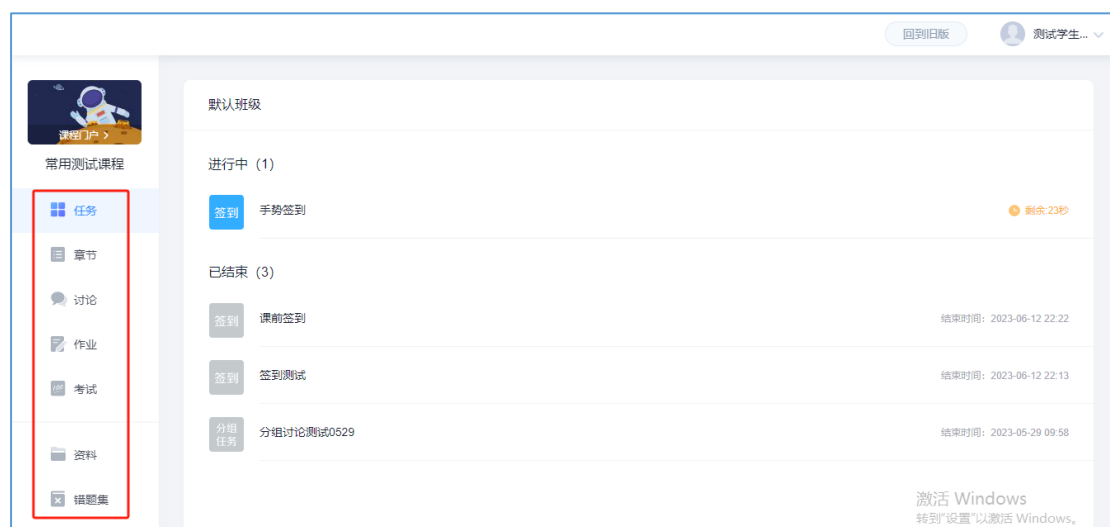 回到旧版
测试学生...
课程门户 >
常用测试课程
任务
章节
讨论
作业
考试
资料
错题集
默认班级
进行中（1）
签到 手势签到 剩余:23秒
已结束（3）
签到 课前签到 结束时间：2023-06-12 22:22
签到 签到测试 结束时间：2023-06-12 22:13
分组
任务
分组讨论测试0529 结束时间：2023-05-29 09:58
激活 Windows
转到"设置"以激活 Windows。